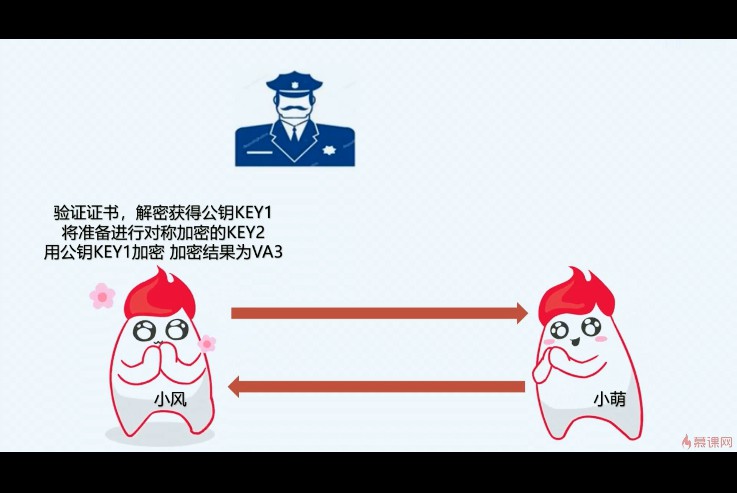 验证证书，解密获得公钥KEY1
将准备进行对称加密的KEY2
用公钥KEY1加密 加密结果为VA3
小风
小萌
慕课网